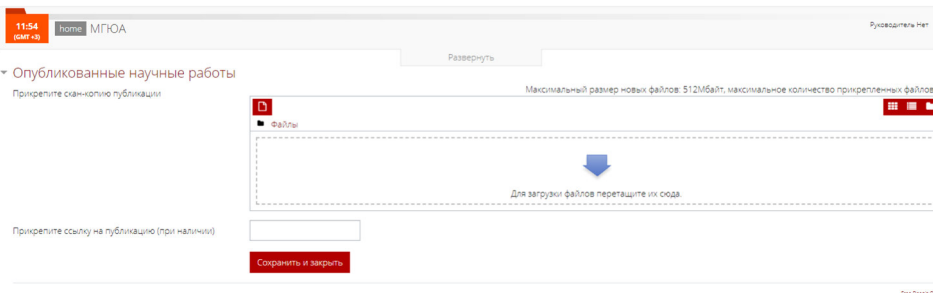 11:54
(GMT +3)
home МГЮА
Руководитель Нет
Развернуть
Опубликованные научные работы
Прикрепите скан-копию публикации
Максимальный размер новых файлов: 512Мбайт, максимальное количество прикрепленных файлов
Файлы
Для загрузки файлов перетащите их сюда.
Прикрепите ссылку на публикацию (при наличии)
Сохранить и закрыть